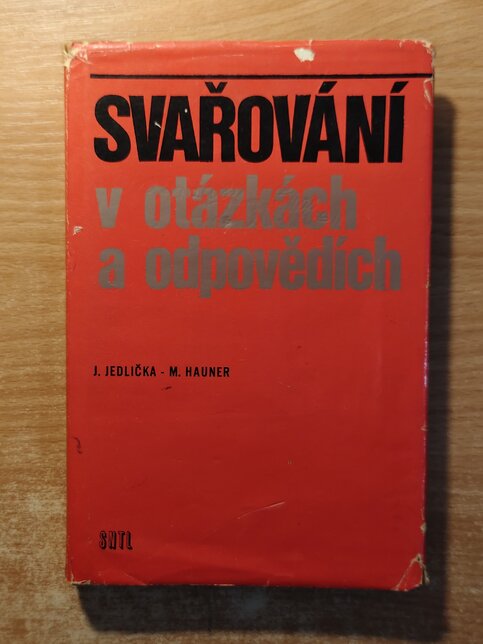 SVAŘOVÁNÍ
v otázkách
a odpovědích
J. JEDLIČKA - M. HAUNER
SNTL